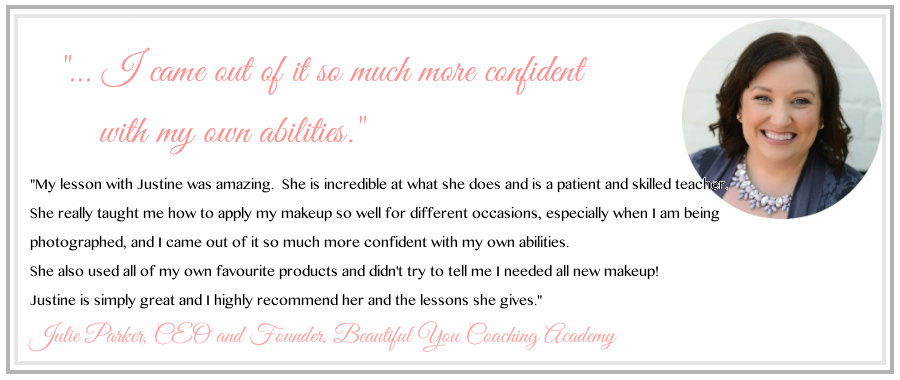 "... I came out of it so much more confident
with my own abilities."
"My lesson with Justine was amazing.  She is incredible at what she does and is a patient and skilled teacher.
She really taught me how to apply my makeup so well for different occasions, especially when I am being
photographed, and I came out of it so much more confident with my own abilities.
She also used all of my own favourite products and didn't try to tell me I needed all new makeup!
Justine is simply great and I highly recommend her and the lessons she gives."
Julie Parker, CEO and Founder, Beautiful You Coaching Academy